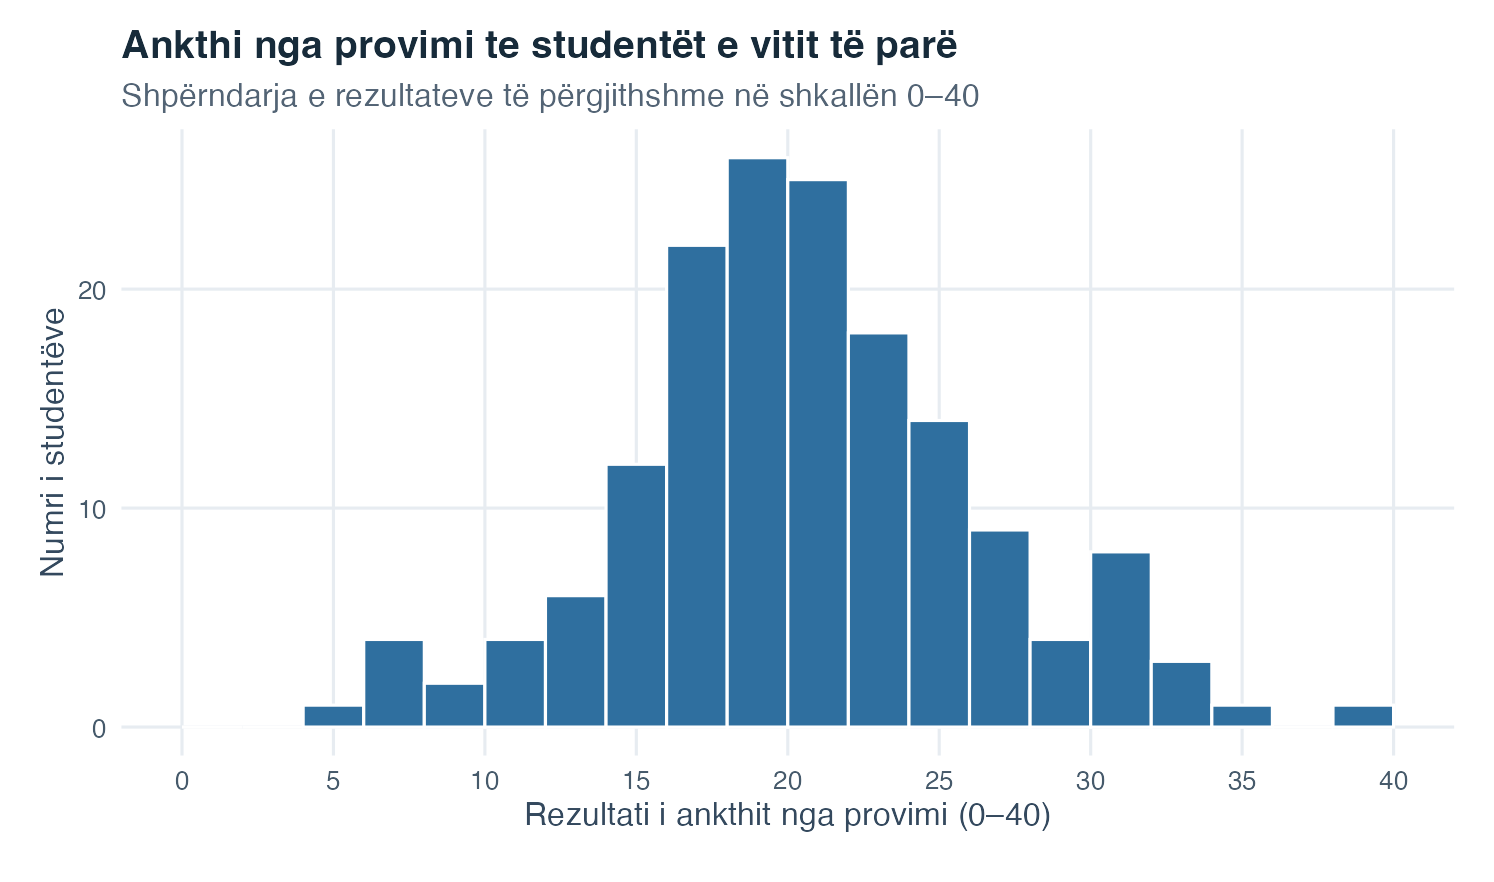 Ankthi nga provimi te studentët e vitit të parë
Shpërndarja e rezultateve të përgjithshme në shkallën 0–40
Numri i studentëve
20
10
0
0 5 10 15 20 25 30 35 40
Rezultati i ankthit nga provimi (0–40)